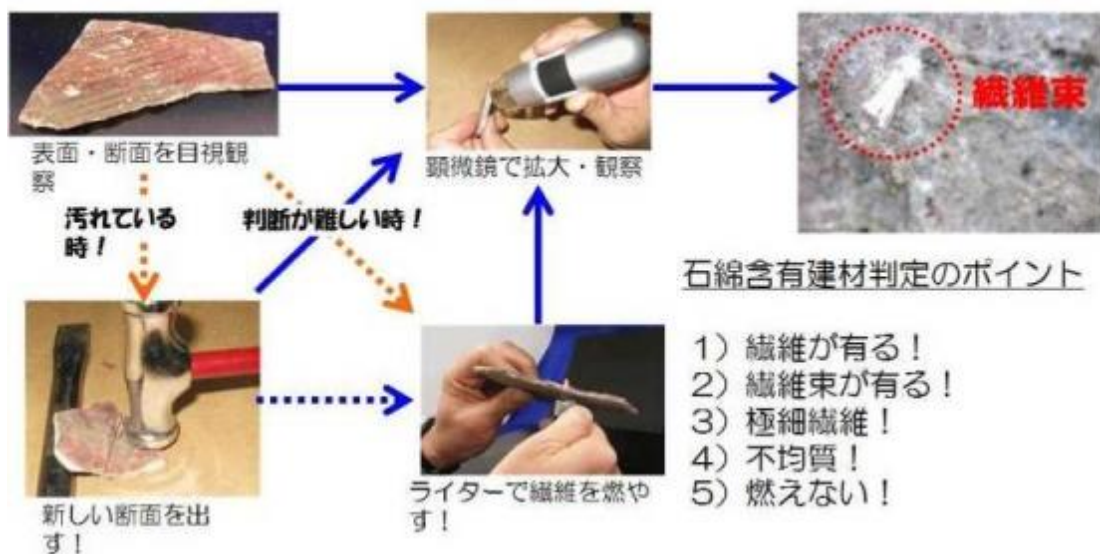 表面・断面を目視観
察
汚れている
時！
判断が難しい時！
顕微鏡で拡大・観察
繊維束
新しい断面を出
す！
ライターで繊維を燃や
す！
石綿含有建材判定のポイント
1）繊維が有る！
2）繊維束が有る！
3）極細繊維！
4）不均質！
5）燃えない！